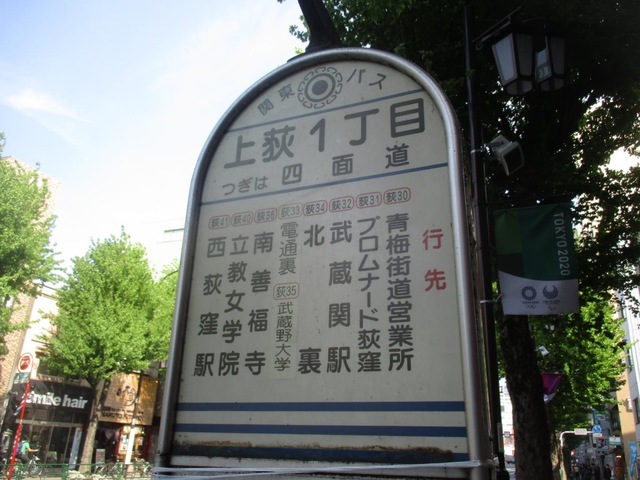 関東バス
上荻1丁目
つぎは 四面道
行先
荻30 青梅街道営業所
荻31 プロムナード荻窪
荻32 武蔵関駅
荻34 北裏
荻33 電通裏
荻35 武蔵野大学
荻36 南善福寺
荻40 立教女学院
荻41 西荻窪駅
TOKYO 2020
smile hair